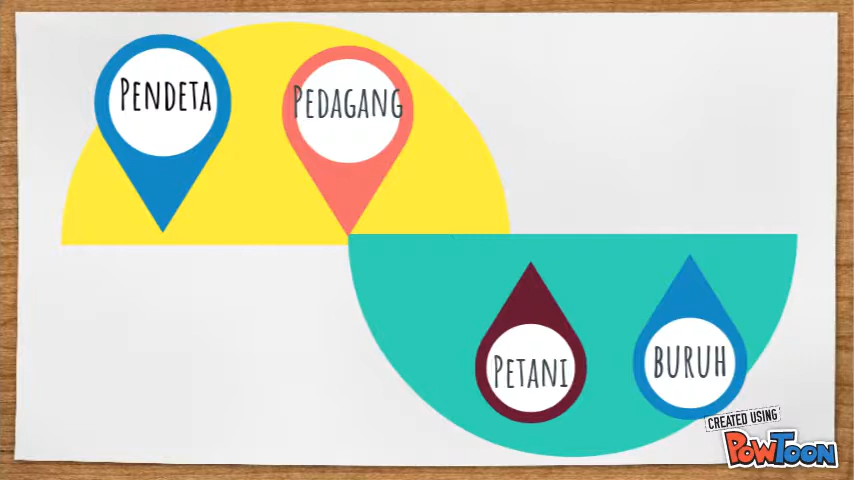 PENDETA
PEDAGANG
PETANI
BURUH
CREATED USING
POWTOON